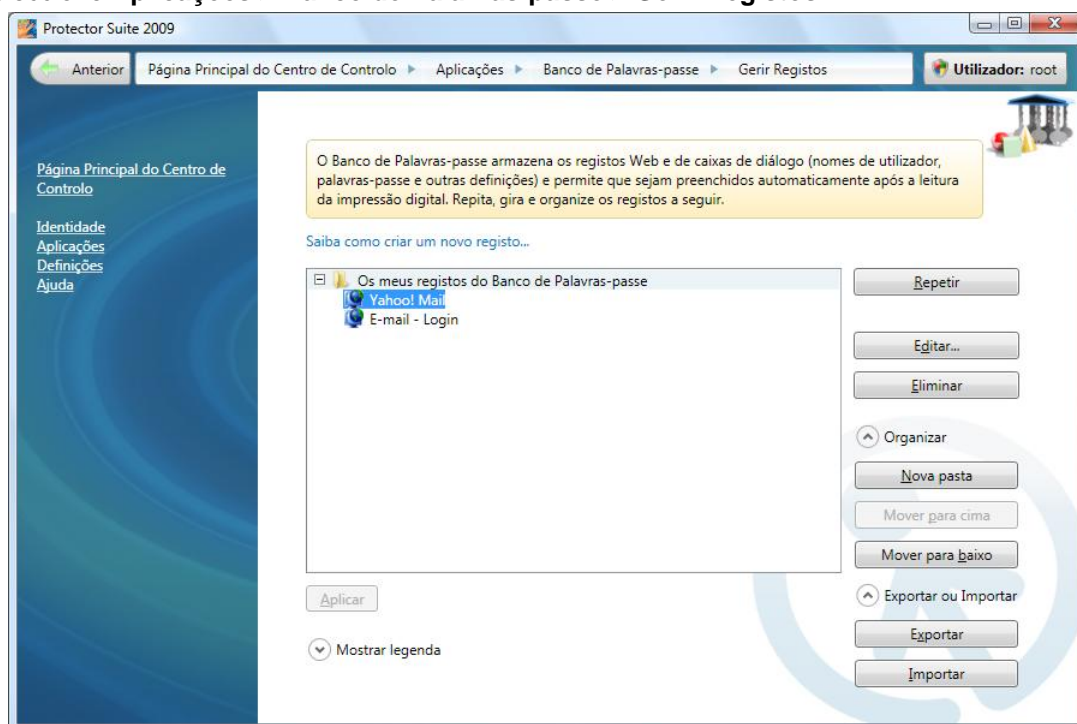 Protector Suite 2009
Anterior Página Principal do Centro de Controlo Aplicações Banco de Palavras-passe Gerir Registos Utilizador: root
Página Principal do Centro de
Controlo
Identidade
Aplicações
Definições
Ajuda
O Banco de Palavras-passe armazena os registos Web e de caixas de diálogo (nomes de utilizador,
palavras-passe e outras definições) e permite que sejam preenchidos automaticamente após a leitura
da impressão digital. Repita, gira e organize os registos a seguir.
Saiba como criar um novo registo...
Os meus registos do Banco de Palavras-passe
Yahoo! Mail
E-mail - Login
Repetir
Editar...
Eliminar
Organizar
Nova pasta
Mover para cima
Mover para baixo
Exportar ou Importar
Exportar
Importar
Aplicar
Mostrar legenda